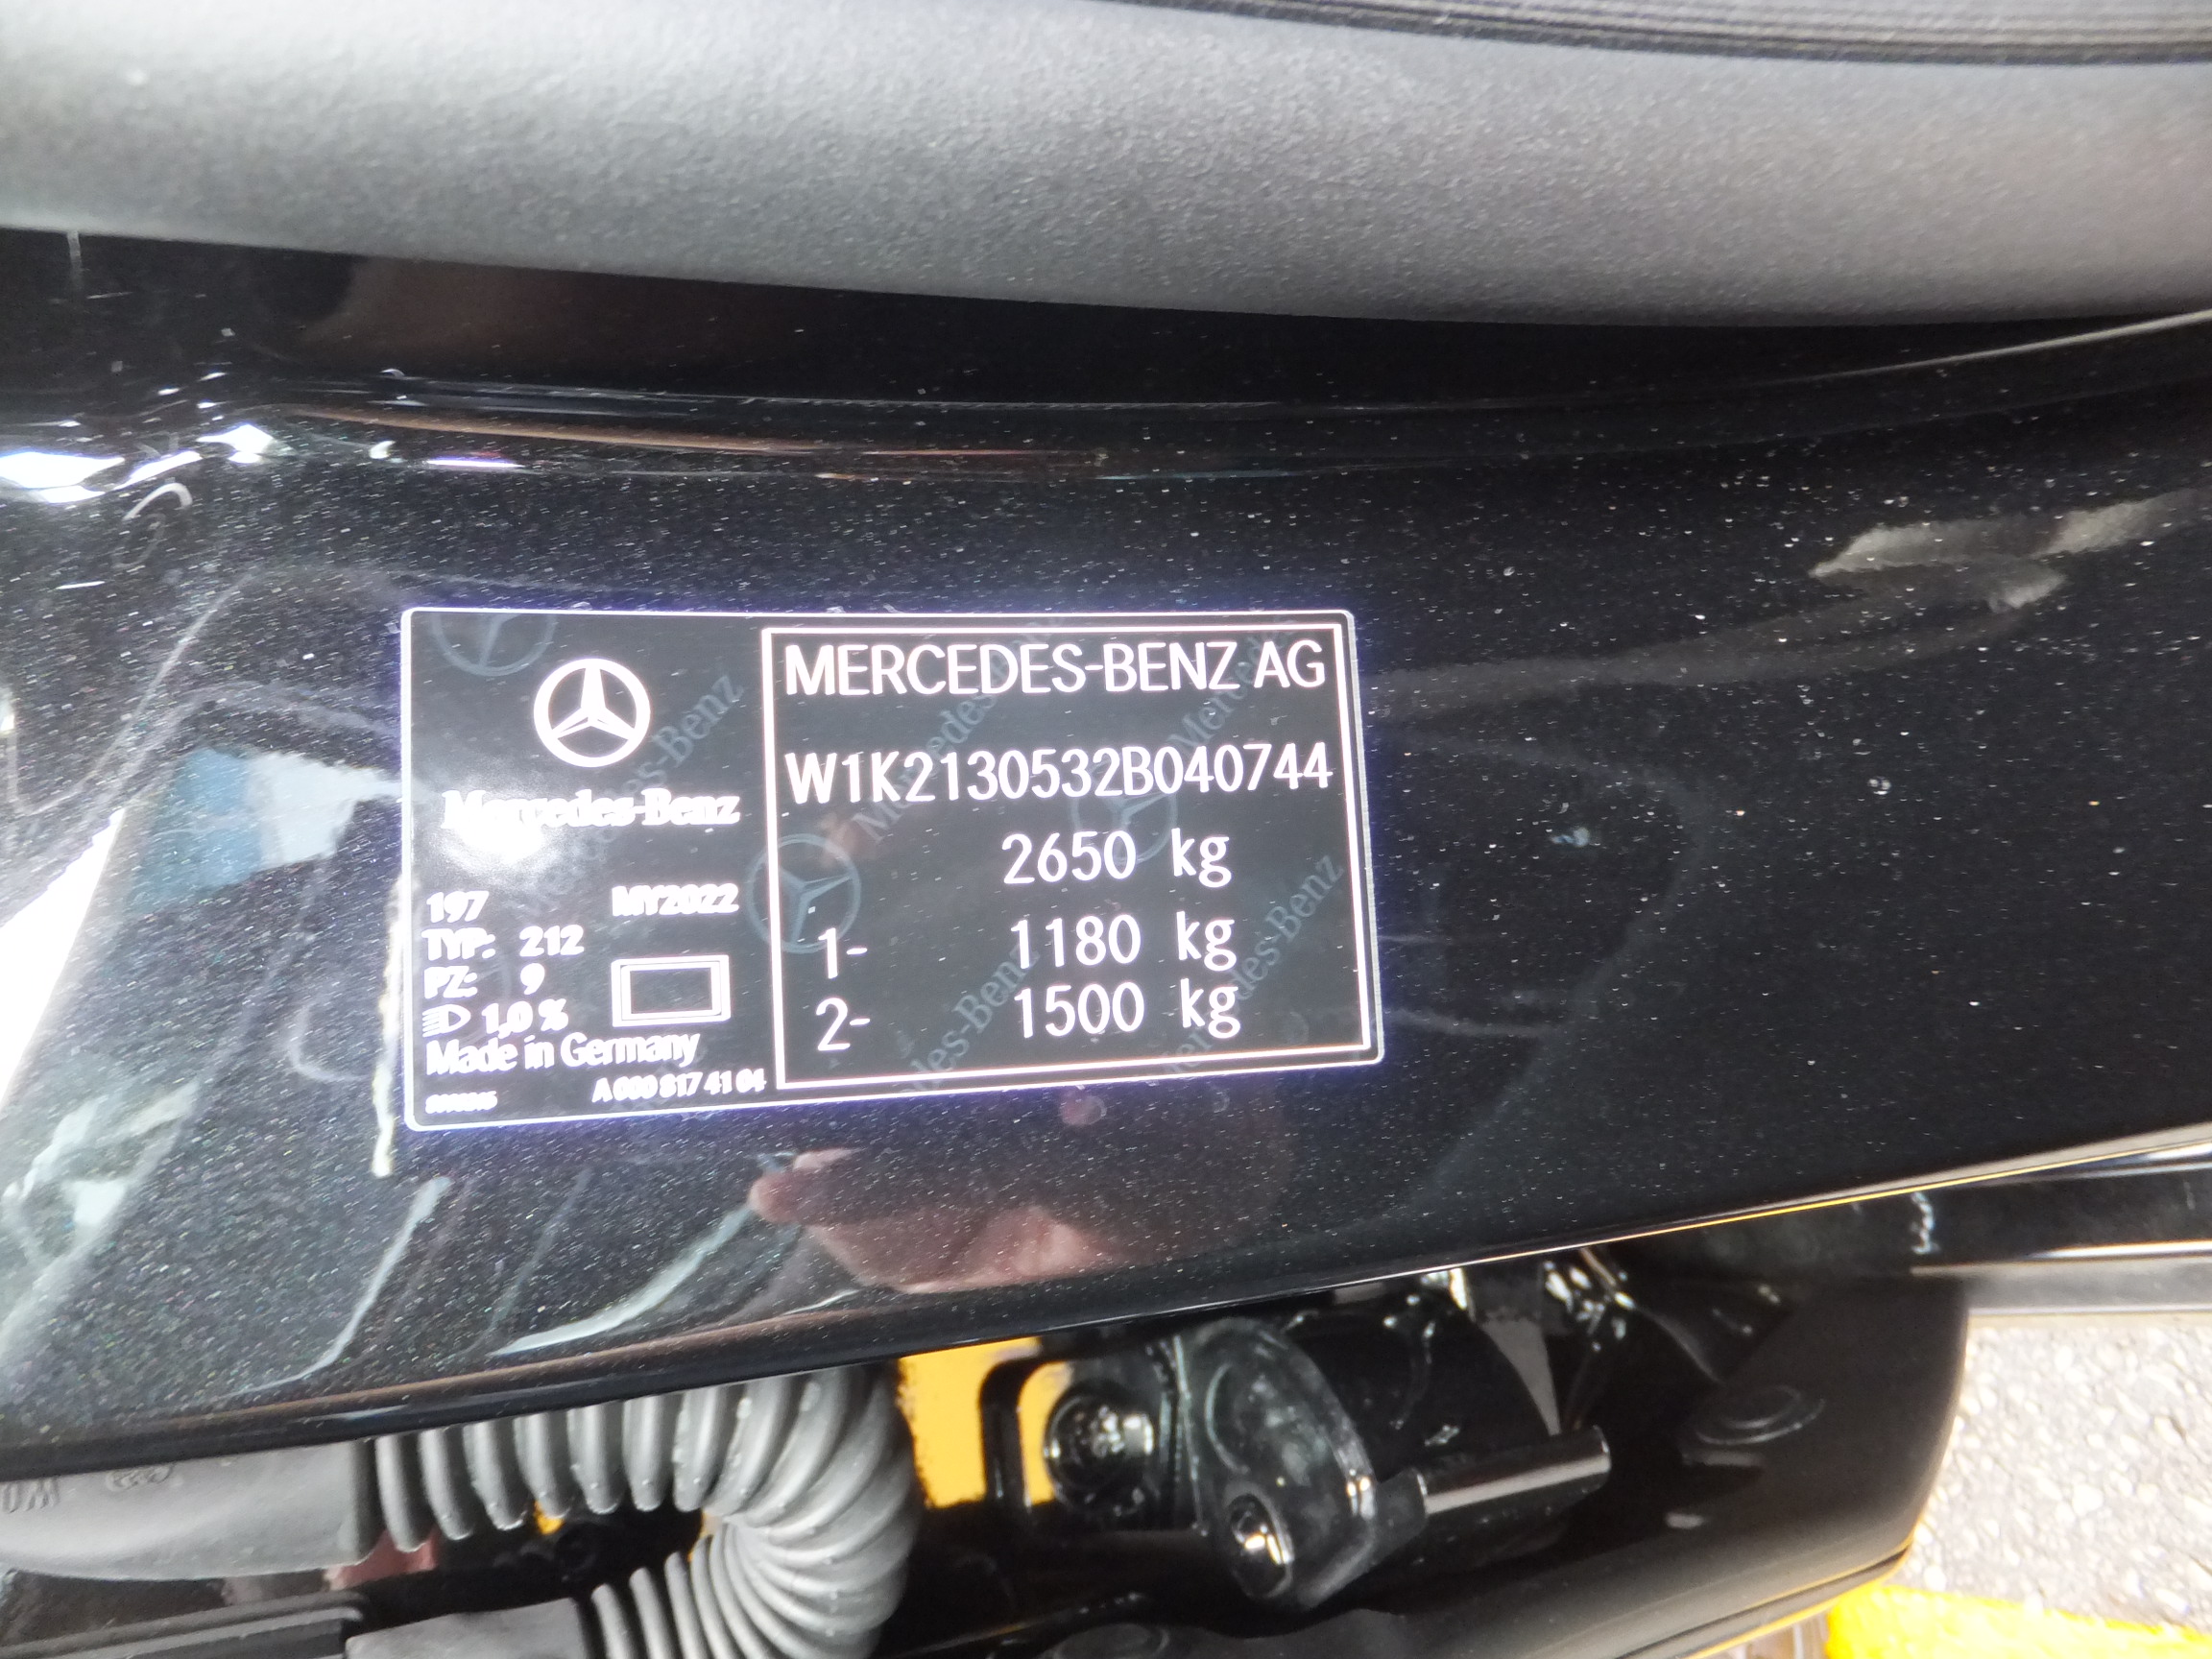 Mercedes-Benz
197 MY2022
TYP: 212
PZ: 9
1,0 %
Made in Germany
A 000 817 41 04
MERCEDES-BENZ AG
W1K2130532B040744
2650 kg
1- 1180 kg
2- 1500 kg